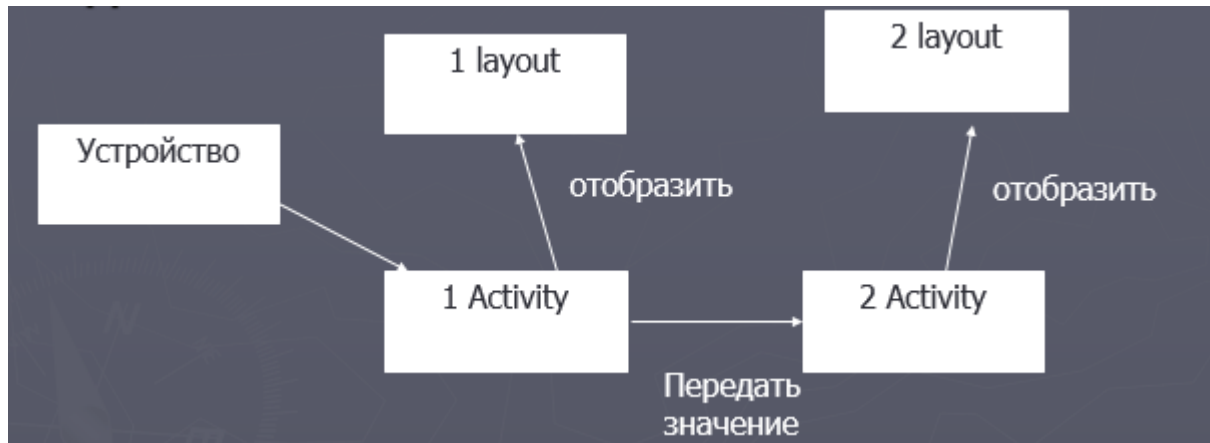 1 layout
2 layout
Устройство
отобразить
отобразить
1 Activity
2 Activity
Передать
значение